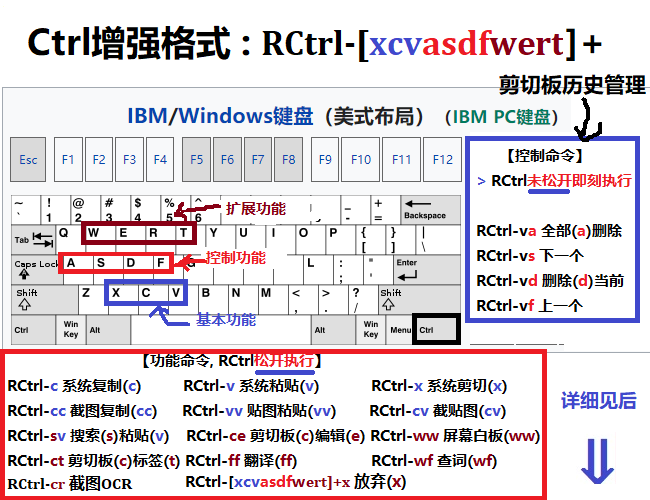 Ctrl增强格式：RCtrl-[xcvasdfwert]+
剪切板历史管理
IBM/Windows键盘（美式布局）（IBM PC键盘）
Esc F1 F2 F3 F4 F5 F6 F7 F8 F9 F10 F11 F12
【控制命令】
> RCtrl未松开即刻执行
RCtrl-va 全部(a)删除
RCtrl-vs 下一个
RCtrl-vd 删除(d)当前
RCtrl-vf 上一个
~ ! @ # $ % ^ _ +
` 1 2 3 4 5 6 - = Backspace
扩展功能
Tab Q W E R T Y U I O P { } |
[ ] \
Caps Lock A S D F G L : " Enter
; '
控制功能
Shift Z X C V B N M < > ? Shift
, . /
基本功能
Ctrl Win Key Alt Alt Win Key Menu Ctrl
【功能命令, RCtrl松开执行】
RCtrl-c 系统复制(c) RCtrl-v 系统粘贴(v) RCtrl-x 系统剪切(x)
RCtrl-cc 截图复制(cc) RCtrl-vv 贴图粘贴(vv) RCtrl-cv 截贴图(cv)
RCtrl-sv 搜索(s)粘贴(v) RCtrl-ce 剪切板(c)编辑(e) RCtrl-ww 屏幕白板(ww)
RCtrl-ct 剪切板(c)标签(t) RCtrl-ff 翻译(ff) RCtrl-wf 查词(wf)
RCtrl-cr 截图OCR RCtrl-[xcvasdfwert]+x 放弃(x)
详细见后